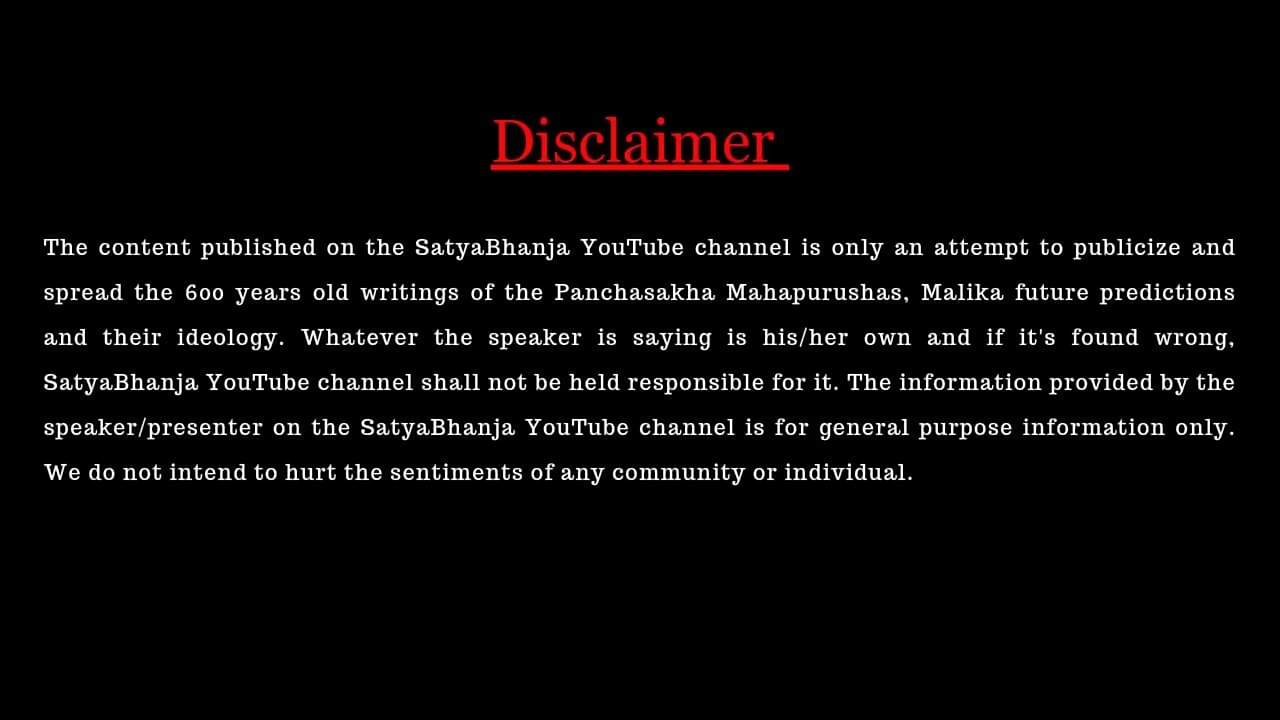 Disclaimer
The content published on the SatyaBhanja YouTube channel is only an attempt to publicize and
spread the 600 years old writings of the Panchasakha Mahapurushas, Malika future predictions
and their ideology. Whatever the speaker is saying is his/her own and if it's found wrong,
SatyaBhanja YouTube channel shall not be held responsible for it. The information provided by the
speaker/presenter on the SatyaBhanja YouTube channel is for general purpose information only.
We do not intend to hurt the sentiments of any community or individual.